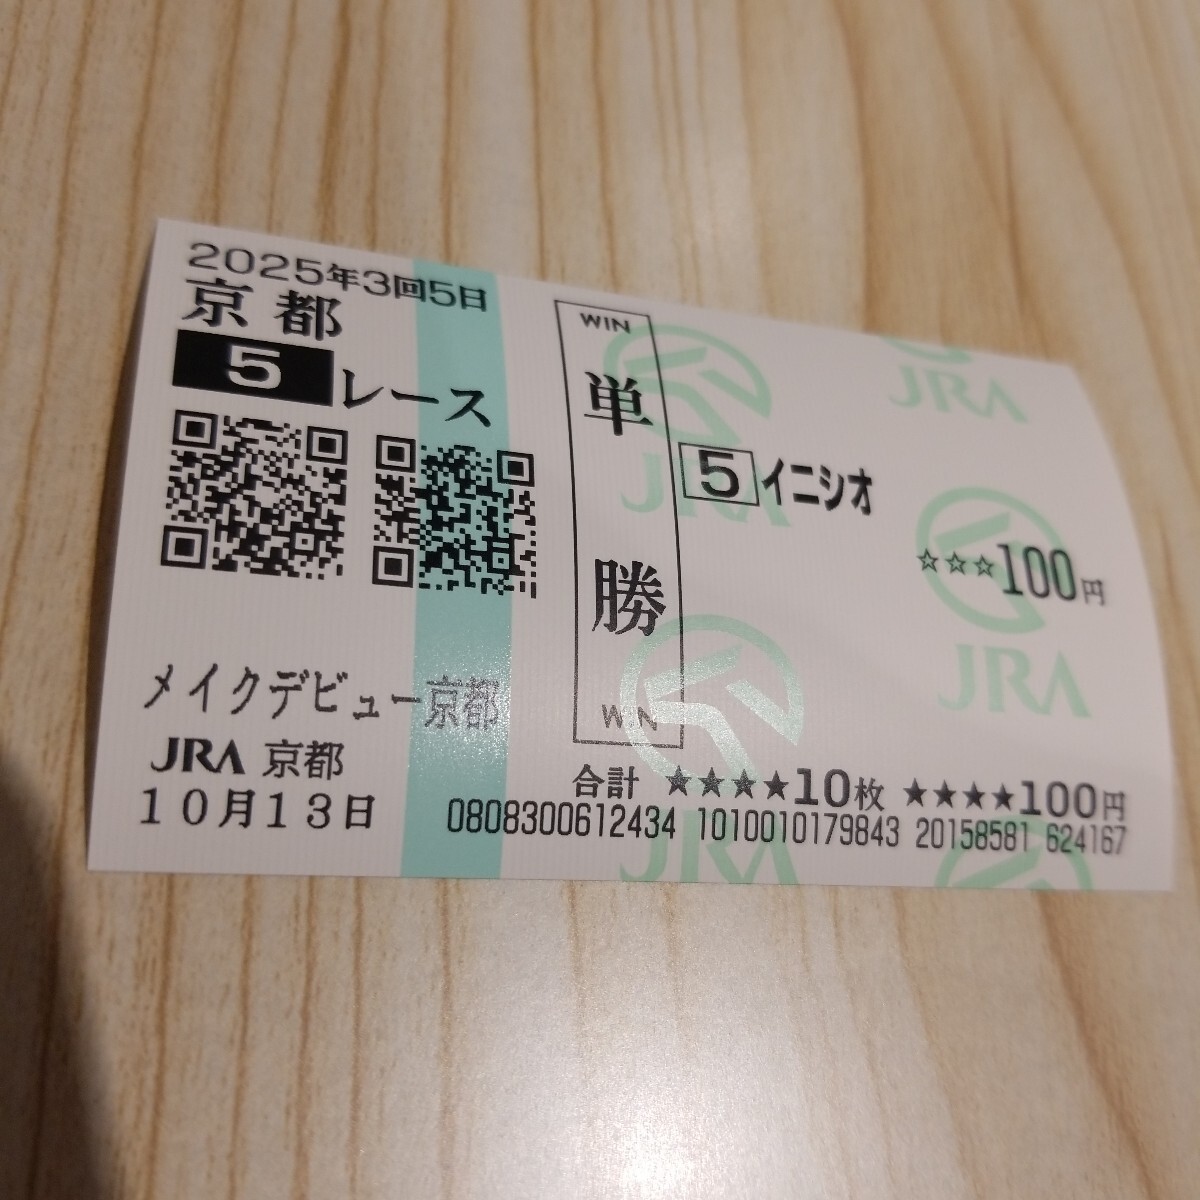 2025年3回5日
京都
5レース
メイクデビュー京都
JRA 京都
10月13日
WIN
単勝
WIN
5 イニシオ
☆☆☆100円
合計 ★★★★10枚 ★★★★100円
0808300612434 1010010179843 20158581 624167
JRA
JRA
JRA
JRA